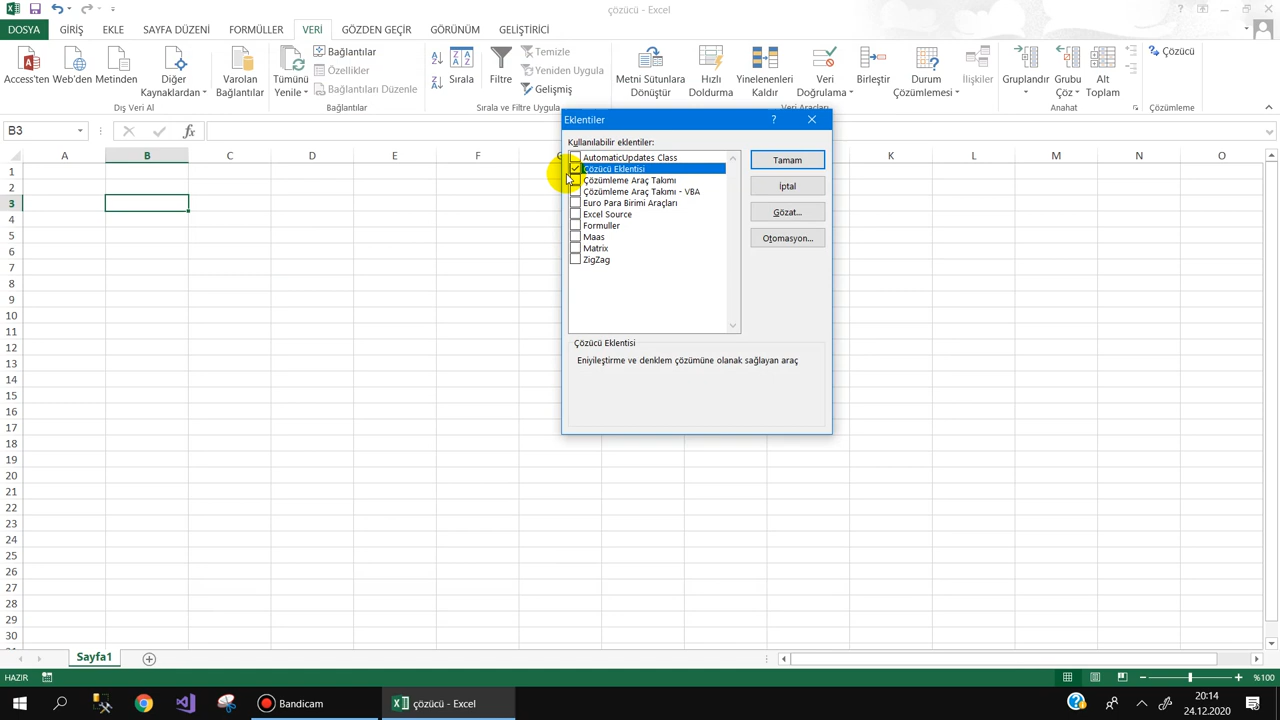 çözücü - Excel
DOSYA GİRİŞ EKLE SAYFA DÜZENİ FORMÜLLER VERİ GÖZDEN GEÇİR GÖRÜNÜM GELİŞTİRİCİ
Access'ten Web'den Metinden Diğer Kaynaklardan
Varolan Bağlantılar
Tümünü Yenile
Bağlantılar
Özellikler
Bağlantıları Düzenle
Sırala
Filtre
Temizle
Yeniden Uygula
Gelişmiş
Metni Sütunlara Dönüştür
Hızlı Doldurma
Yinelenenleri Kaldır
Veri Doğrulama
Birleştir
Durum Çözümlemesi
İlişkiler
Gruplandır
Grubu Çöz
Alt Toplam
Çözücü
Dış Veri Al Bağlantılar Sırala ve Filtre Uygula Veri Araçları Anahat Çözümleme
B3
fx
A B C D E F G K L M N O
1
2
3
4
5
6
7
8
9
10
11
12
13
14
15
16
17
18
19
20
21
22
23
24
25
26
27
28
29
30
Eklentiler
?
Kullanılabilir eklentiler:
AutomaticUpdates Class
Çözücü Eklentisi
Çözümleme Araç Takımı
Çözümleme Araç Takımı - VBA
Euro Para Birimi Araçları
Excel Source
Formuller
Maas
Matrix
ZigZag
Tamam
İptal
Gözat...
Otomasyon...
Çözücü Eklentisi
Eniyileştirme ve denklem çözümüne olanak sağlayan araç
Sayfa1
HAZIR
%100
Bandicam
çözücü - Excel
20:14
24.12.2020